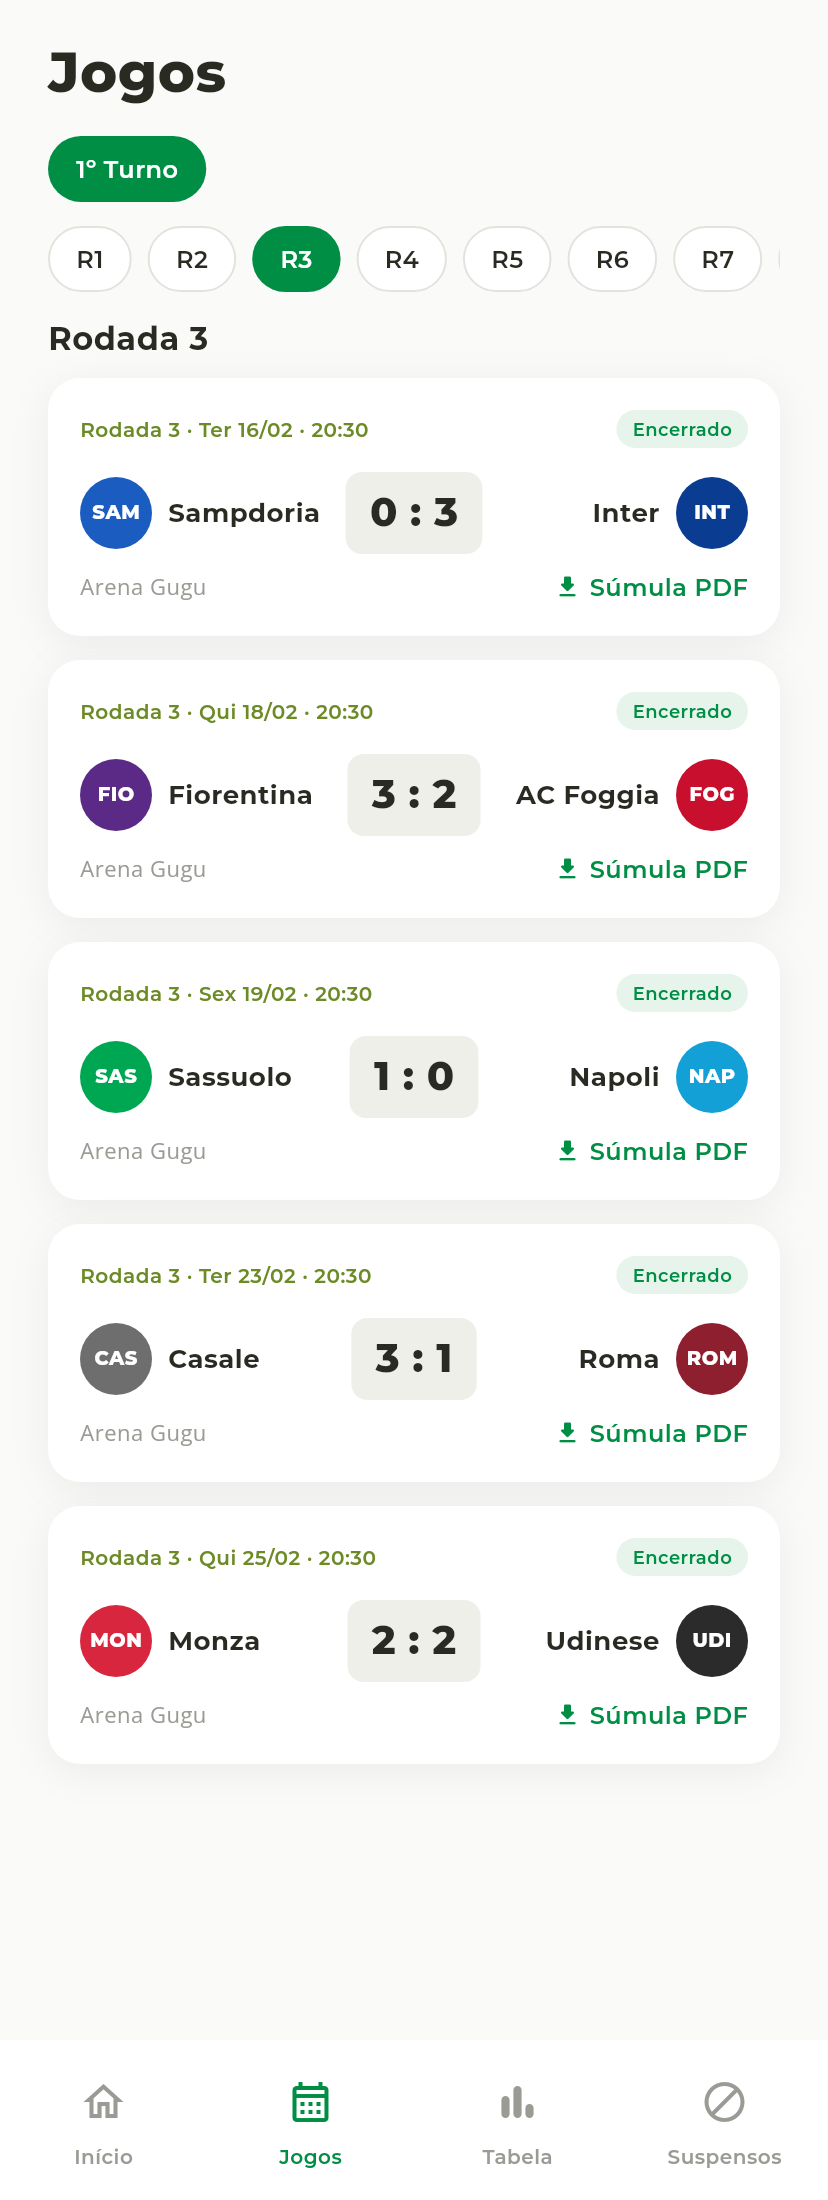 Jogos
1º Turno
R1 R2 R3 R4 R5 R6 R7
Rodada 3
Rodada 3 · Ter 16/02 · 20:30 Encerrado
SAM Sampdoria 0 : 3 Inter INT
Arena Gugu Súmula PDF
Rodada 3 · Qui 18/02 · 20:30 Encerrado
FIO Fiorentina 3 : 2 AC Foggia FOG
Arena Gugu Súmula PDF
Rodada 3 · Sex 19/02 · 20:30 Encerrado
SAS Sassuolo 1 : 0 Napoli NAP
Arena Gugu Súmula PDF
Rodada 3 · Ter 23/02 · 20:30 Encerrado
CAS Casale 3 : 1 Roma ROM
Arena Gugu Súmula PDF
Rodada 3 · Qui 25/02 · 20:30 Encerrado
MON Monza 2 : 2 Udinese UDI
Arena Gugu Súmula PDF
Início Jogos Tabela Suspensos